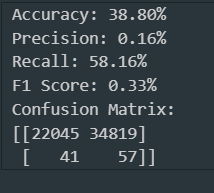 Accuracy: 38.80%
Precision: 0.16%
Recall: 58.16%
F1 Score: 0.33%
Confusion Matrix:
[[22045 34819]
 [   41    57]]